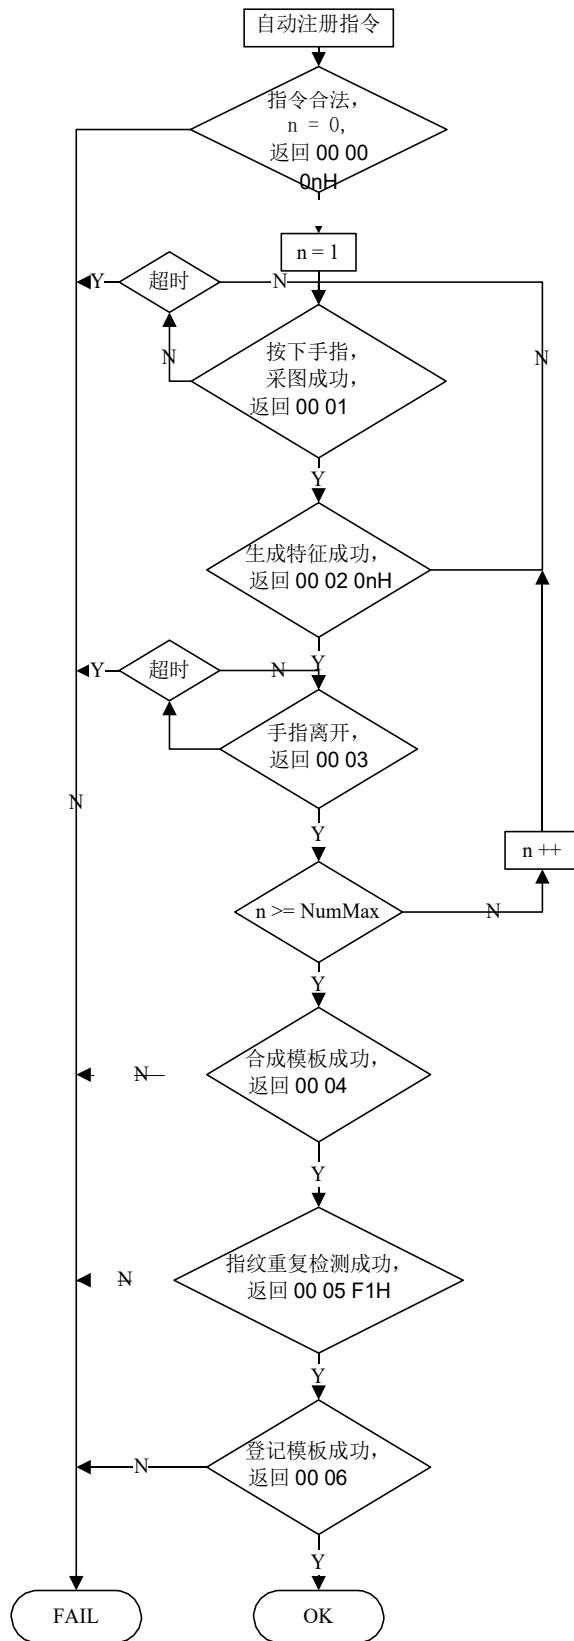 自动注册指令
指令合法，
n = 0,
返回 00 00
0nH
n = 1
Y
超时
N
N
N
按下手指，
采图成功，
返回 00 01
Y
生成特征成功，
返回 00 02 0nH
Y
Y
超时
N
手指离开，
返回 00 03
N
Y
n ++
n >= NumMax
N
Y
合成模板成功，
返回 00 04
N
Y
指纹重复检测成功，
返回 00 05 F1H
N
Y
登记模板成功，
返回 00 06
N
Y
FAIL
OK